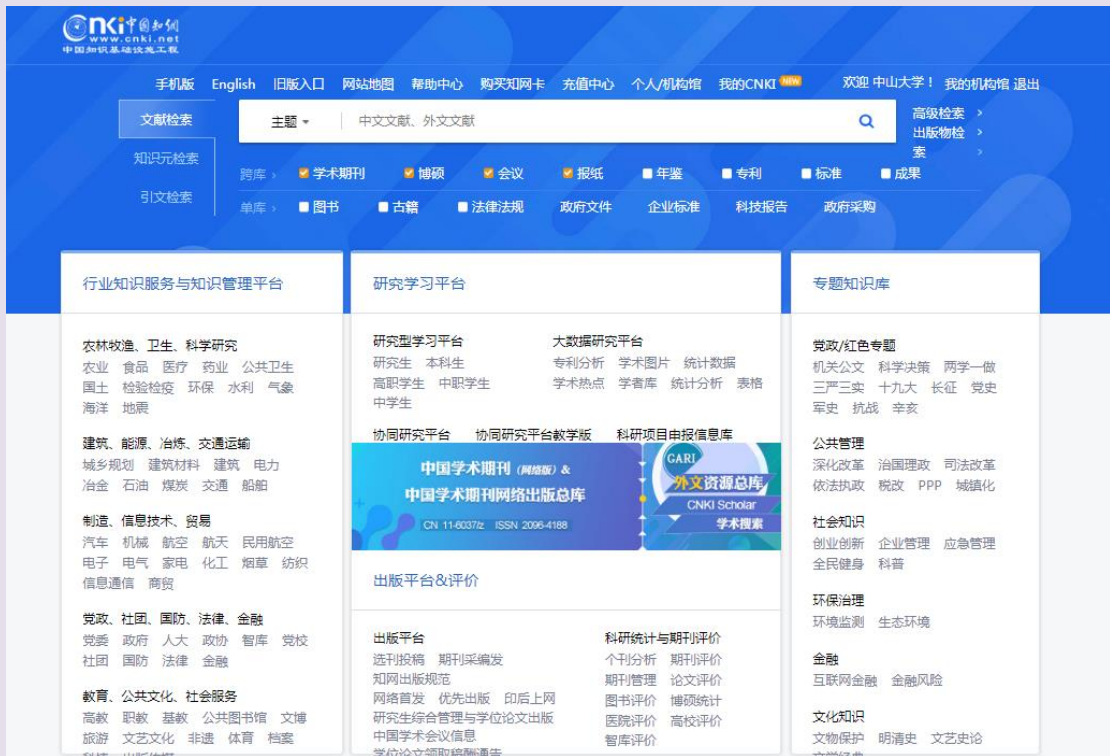 cnki中国知网
www.cnki.net
中国知识基础设施工程
手机版 English 旧版入口 网站地图 帮助中心 购买知网卡 充值中心 个人/机构馆 我的CNKI NEW 欢迎 中山大学！ 我的机构馆 退出
文献检索
知识元检索
引文检索
主题 中文文献、外文文献
高级检索 >
出版物检索 >
跨库 > 学术期刊 博硕 会议 报纸 年鉴 专利 标准 成果
单库 > 图书 古籍 法律法规 政府文件 企业标准 科技报告 政府采购
行业知识服务与知识管理平台
农林牧渔、卫生、科学研究
农业 食品 医疗 药业 公共卫生
国土 检验检疫 环保 水利 气象
海洋 地震
建筑、能源、冶炼、交通运输
城乡规划 建筑材料 建筑 电力
冶金 石油 煤炭 交通 船舶
制造、信息技术、贸易
汽车 机械 航空 航天 民用航空
电子 电气 家电 化工 烟草 纺织
信息通信 商贸
党政、社团、国防、法律、金融
党委 政府 人大 政协 智库 党校
社团 国防 法律 金融
教育、公共文化、社会服务
高教 职教 基教 公共图书馆 文博
旅游 文艺文化 非遗 体育 档案
研究学习平台
研究型学习平台
研究生 本科生
高职学生 中职学生
中学生
大数据研究平台
专利分析 学术图片 统计数据
学术热点 学者库 统计分析 表格
协同研究平台 协同研究平台教学版 科研项目申报信息库
中国学术期刊（网络版）&
中国学术期刊网络出版总库
CN 11-6037/z ISSN 2096-4188
GARI
外文资源总库
CNKI Scholar
学术搜索
出版平台&评价
出版平台
选刊投稿 期刊采编发
知网出版规范
网络首发 优先出版 印后上网
研究生综合管理与学位论文出版
中国学术会议信息
学位论文领取稿酬通告
科研统计与期刊评价
个刊分析 期刊评价
期刊管理 论文评价
图书评价 博硕统计
医院评价 高校评价
智库评价
专题知识库
党政/红色专题
机关公文 科学决策 两学一做
三严三实 十九大 长征 党史
军史 抗战 辛亥
公共管理
深化改革 治国理政 司法改革
依法执政 税改 PPP 城镇化
社会知识
创业创新 企业管理 应急管理
全民健身 科普
环保治理
环境监测 生态环境
金融
互联网金融 金融风险
文化知识
文物保护 明清史 文艺史论